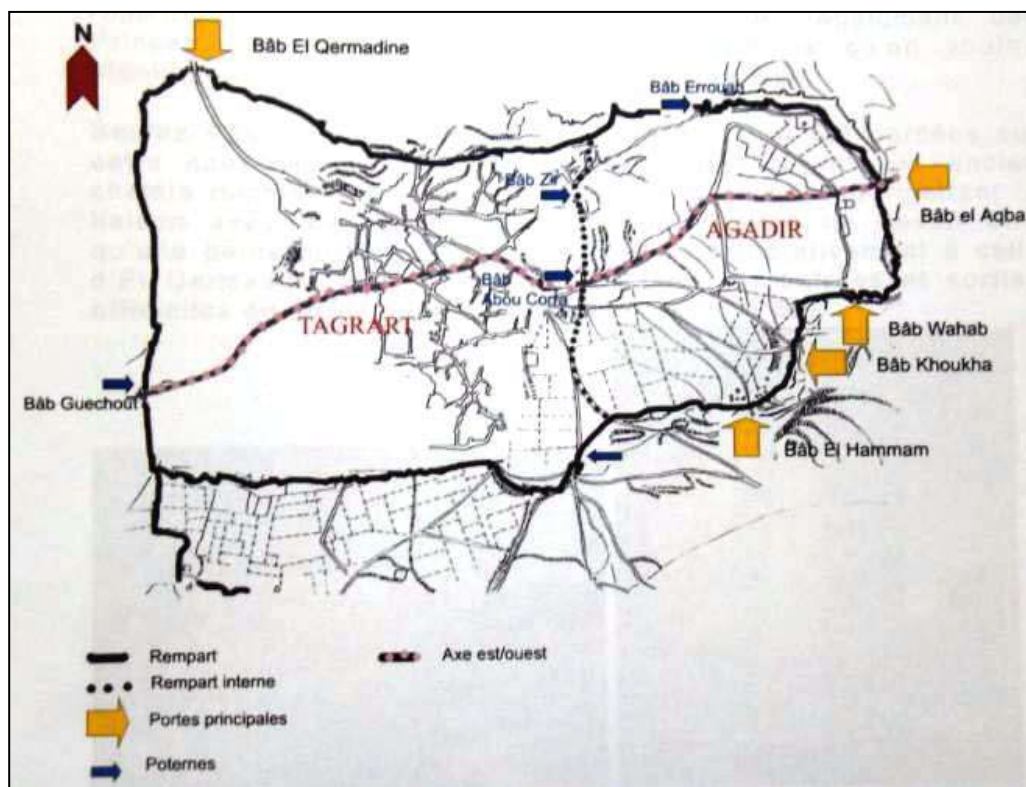 N
Bâb El Qermadine
Bâb Errouah
Bâb Zir
Bâb el Aqba
AGADIR
Bâb
Abou Corra
TAGRART
Bâb Wahab
Bâb Khoukha
Bâb Guechoût
Bâb El Hammam
Rempart
Axe est/ouest
Rempart interne
Portes principales
Poternes